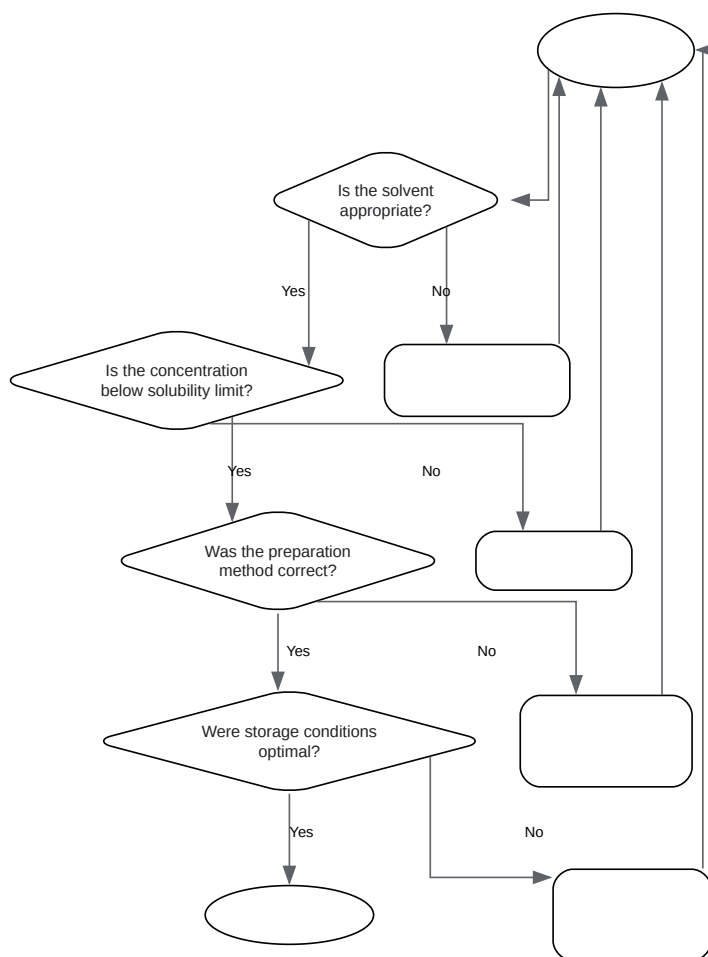 Is the solvent
appropriate?
Yes
No
Is the concentration
below solubility limit?
Yes
No
Was the preparation
method correct?
Yes
No
Were storage conditions
optimal?
Yes
No